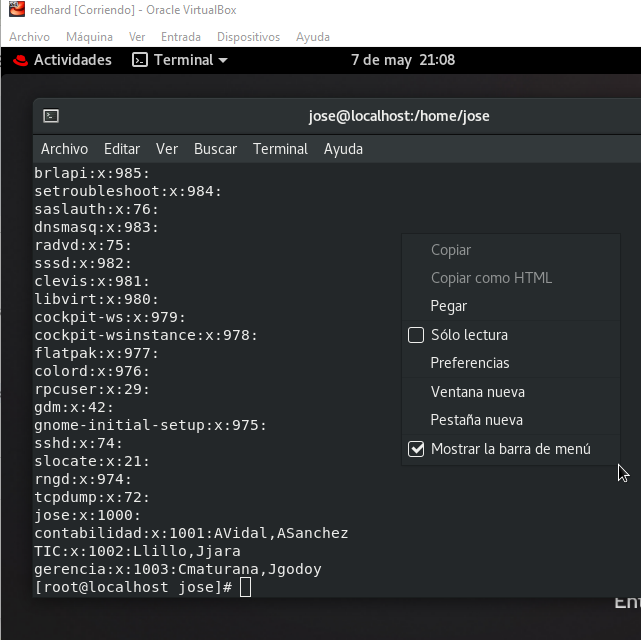 redhard [Corriendo] - Oracle VirtualBox
Archivo Máquina Ver Entrada Dispositivos Ayuda
Actividades Terminal 7 de may 21:08
jose@localhost:/home/jose
Archivo Editar Ver Buscar Terminal Ayuda
brlapi:x:985:
setroubleshoot:x:984:
saslauth:x:76:
dnsmasq:x:983:
radvd:x:75:
sssd:x:982:
clevis:x:981:
libvirt:x:980:
cockpit-ws:x:979:
cockpit-wsinstance:x:978:
flatpak:x:977:
colord:x:976:
rpcuser:x:29:
gdm:x:42:
gnome-initial-setup:x:975:
sshd:x:74:
slocate:x:21:
rngd:x:974:
tcpdump:x:72:
jose:x:1000:
contabilidad:x:1001:AVidal,ASanchez
TIC:x:1002:Llillo,Jjara
gerencia:x:1003:Cmaturana,Jgodoy
[root@localhost jose]#
Copiar
Copiar como HTML
Pegar
Sólo lectura
Preferencias
Ventana nueva
Pestaña nueva
Mostrar la barra de menú